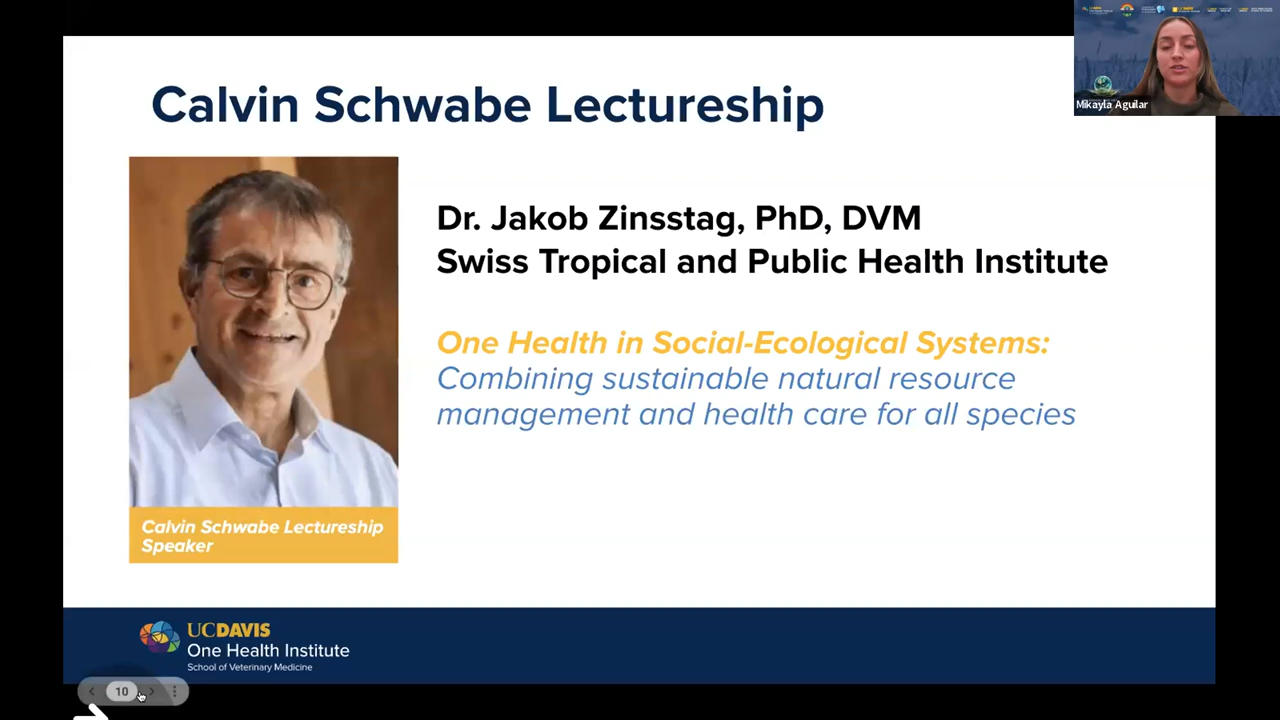 Calvin Schwabe Lectureship
Mikayla Aguilar
Dr. Jakob Zinsstag, PhD, DVM
Swiss Tropical and Public Health Institute
One Health in Social-Ecological Systems:
Combining sustainable natural resource
management and health care for all species
Calvin Schwabe Lectureship
Speaker
UCDAVIS
One Health Institute
School of Veterinary Medicine
10